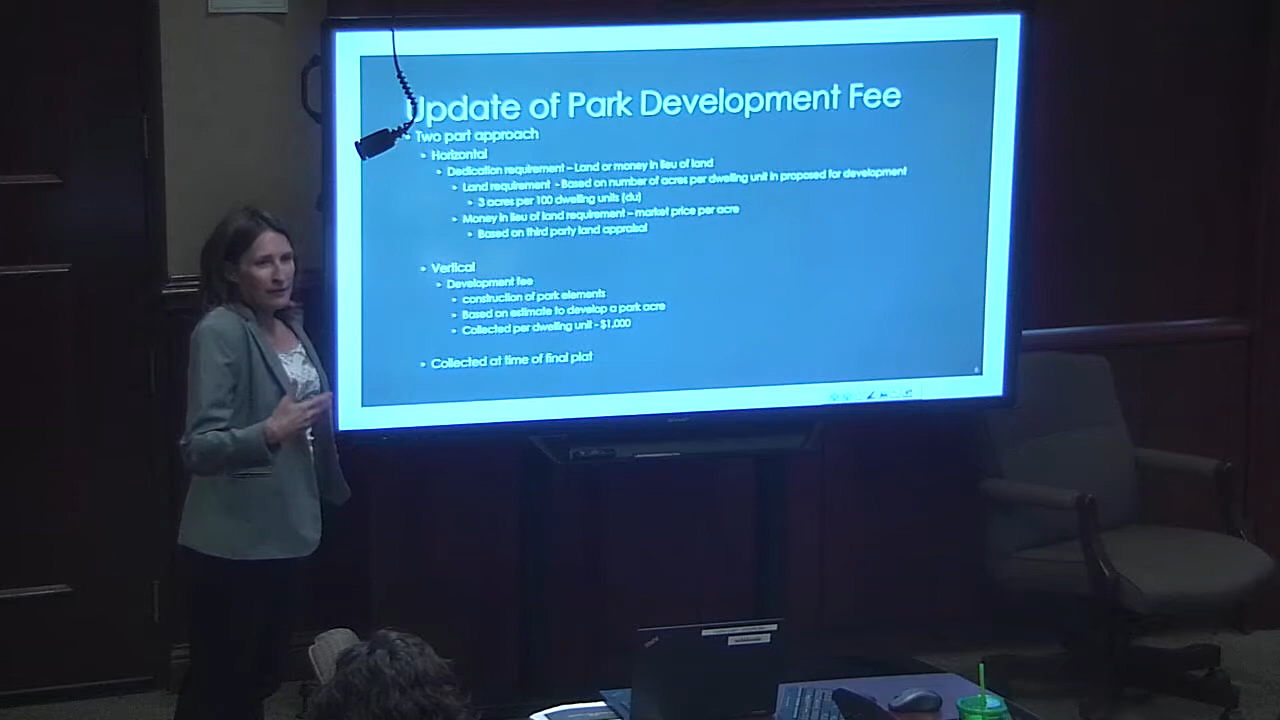 Update of Park Development Fee
Two part approach
Horizontal
Dedication requirement – Land or money in lieu of land
Land requirement - Based on number of acres per dwelling unit in proposed for development
3 acres per 100 dwelling units (du)
Money in lieu of land requirement – market price per acre
Based on third party land appraisal
Vertical
Development fee
construction of park elements
Based on estimate to develop a park acre
Collected per dwelling unit - $1,000
Collected at time of final plat